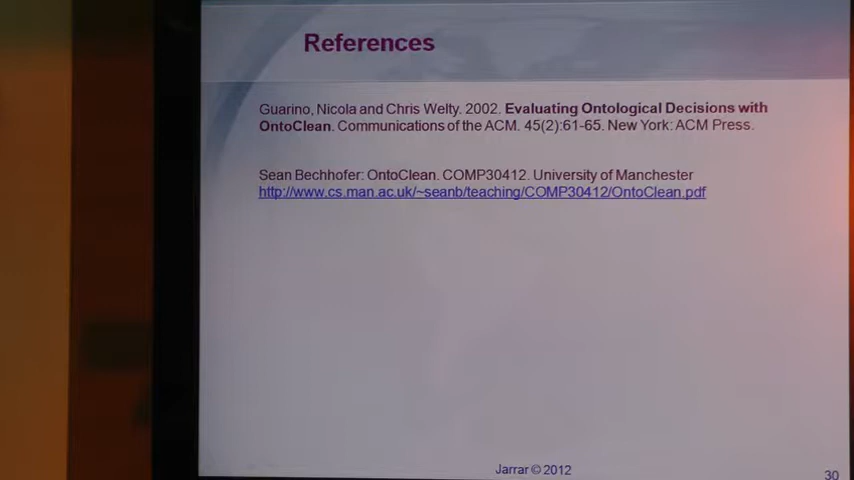 References
Guarino, Nicola and Chris Welty. 2002. Evaluating Ontological Decisions with
OntoClean. Communications of the ACM. 45(2):61-65. New York: ACM Press.
Sean Bechhofer: OntoClean. COMP30412. University of Manchester
http://www.cs.man.ac.uk/~seanb/teaching/COMP30412/OntoClean.pdf
Jarrar © 2012
30